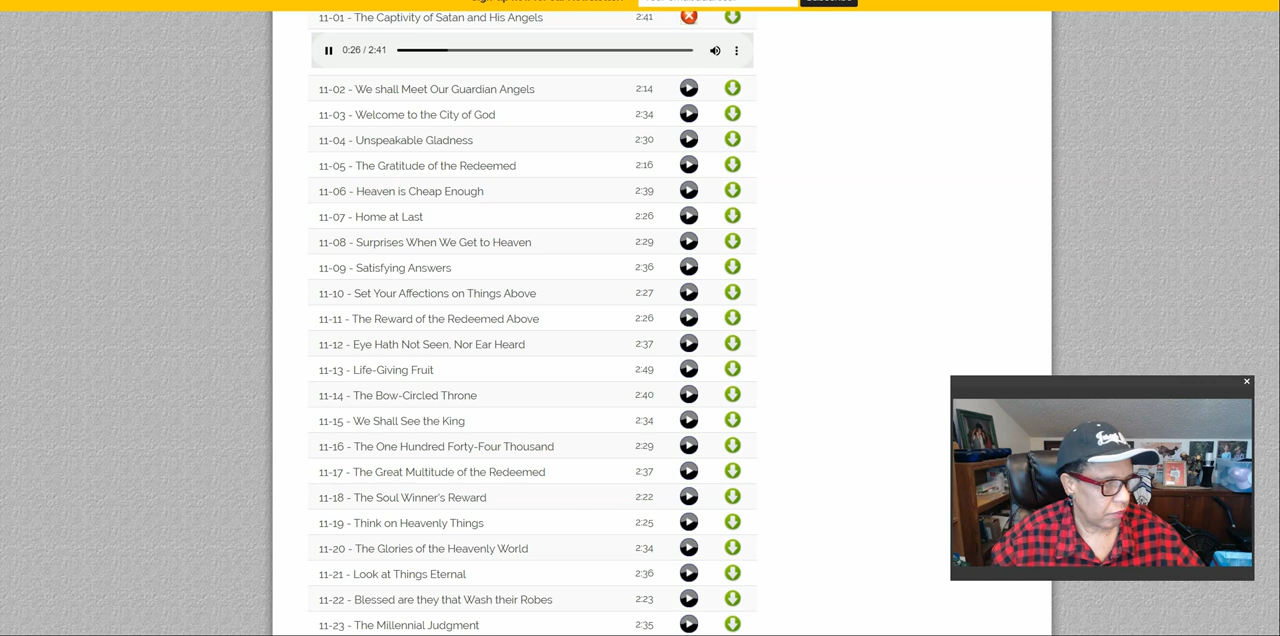 11-01 - The Captivity of Satan and His Angels 2:41
0:26 / 2:41
11-02 - We shall Meet Our Guardian Angels 2:14
11-03 - Welcome to the City of God 2:34
11-04 - Unspeakable Gladness 2:30
11-05 - The Gratitude of the Redeemed 2:16
11-06 - Heaven is Cheap Enough 2:39
11-07 - Home at Last 2:26
11-08 - Surprises When We Get to Heaven 2:29
11-09 - Satisfying Answers 2:36
11-10 - Set Your Affections on Things Above 2:27
11-11 - The Reward of the Redeemed Above 2:26
11-12 - Eye Hath Not Seen, Nor Ear Heard 2:37
11-13 - Life-Giving Fruit 2:49
11-14 - The Bow-Circled Throne 2:40
11-15 - We Shall See the King 2:34
11-16 - The One Hundred Forty-Four Thousand 2:29
11-17 - The Great Multitude of the Redeemed 2:37
11-18 - The Soul Winner's Reward 2:22
11-19 - Think on Heavenly Things 2:25
11-20 - The Glories of the Heavenly World 2:34
11-21 - Look at Things Eternal 2:36
11-22 - Blessed are they that Wash their Robes 2:23
11-23 - The Millennial Judgment 2:35